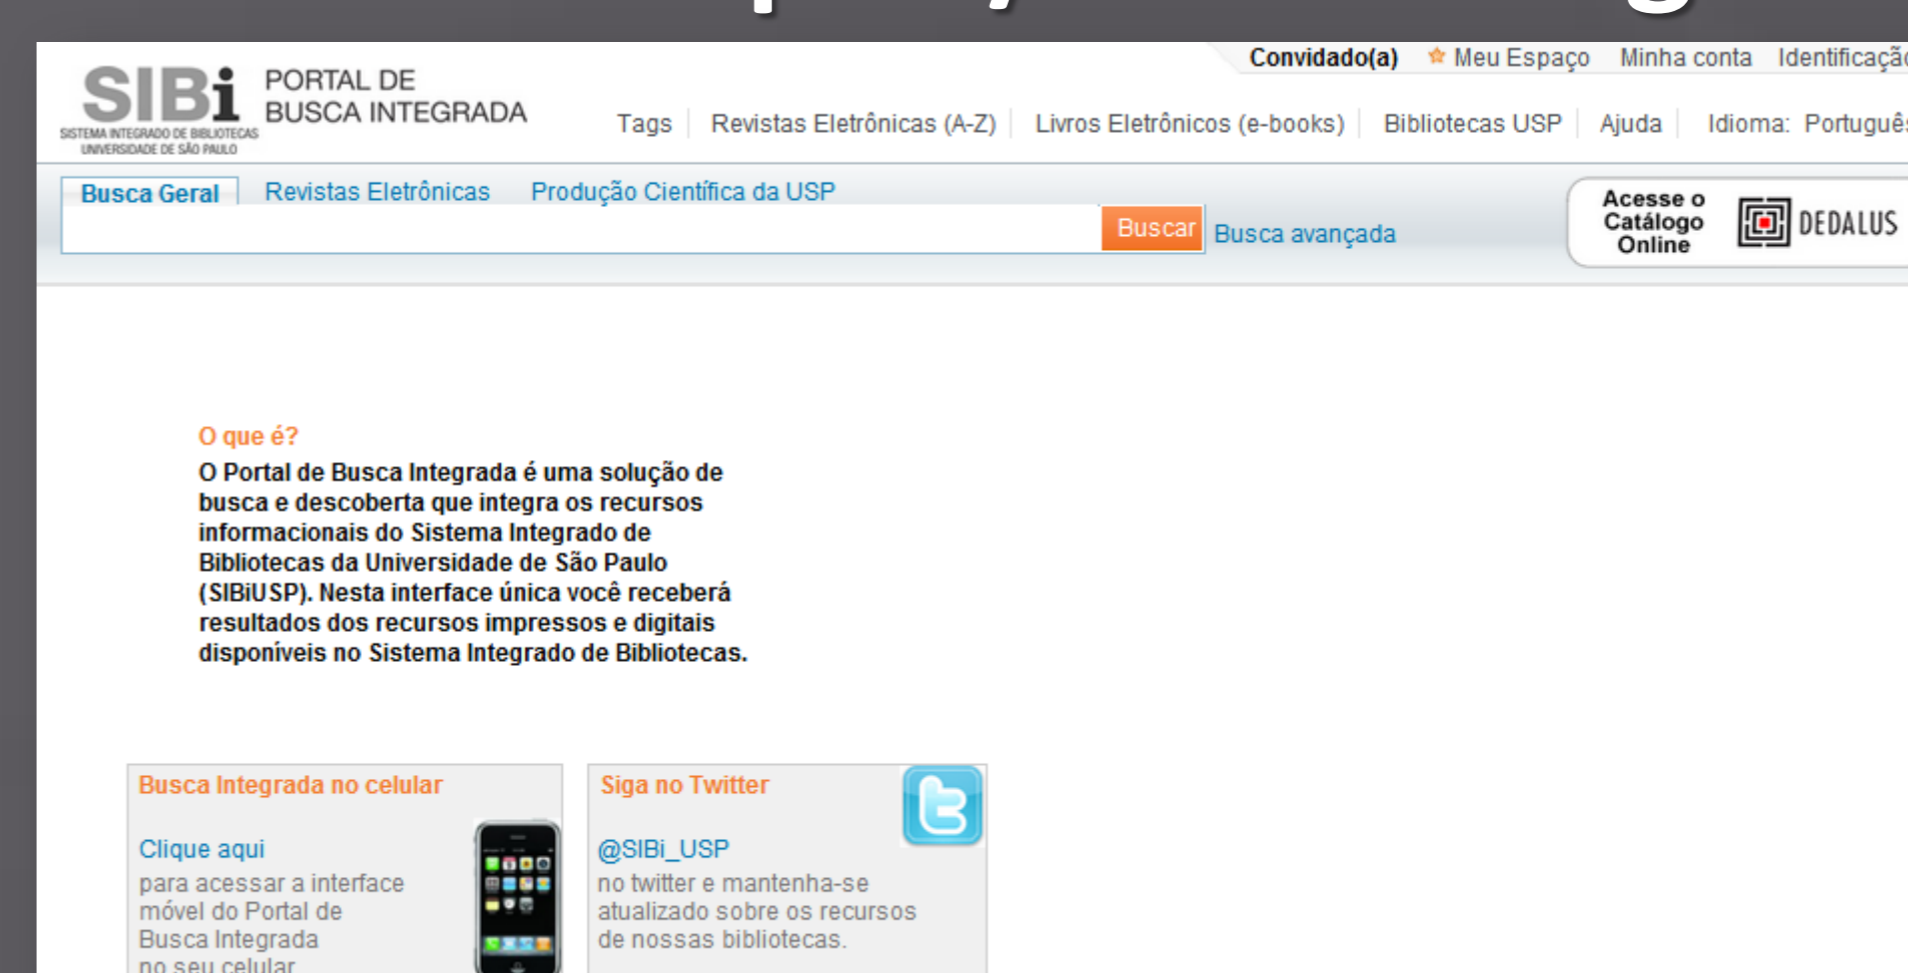 Convidado(a) Meu Espaço Minha conta Identificação
SIBi PORTAL DE
BUSCA INTEGRADA
SISTEMA INTEGRADO DE BIBLIOTECAS
UNIVERSIDADE DE SÃO PAULO
Tags Revistas Eletrônicas (A-Z) Livros Eletrônicos (e-books) Bibliotecas USP Ajuda Idioma: Português
Busca Geral Revistas Eletrônicas Produção Científica da USP
Buscar Busca avançada
Acesse o
Catálogo
Online
DEDALUS
O que é?
O Portal de Busca Integrada é uma solução de
busca e descoberta que integra os recursos
informacionais do Sistema Integrado de
Bibliotecas da Universidade de São Paulo
(SIBiUSP). Nesta interface única você receberá
resultados dos recursos impressos e digitais
disponíveis no Sistema Integrado de Bibliotecas.
Busca Integrada no celular
Clique aqui
para acessar a interface
móvel do Portal de
Busca Integrada
no seu celular
Siga no Twitter
@SIBi_USP
no twitter e mantenha-se
atualizado sobre os recursos
de nossas bibliotecas.